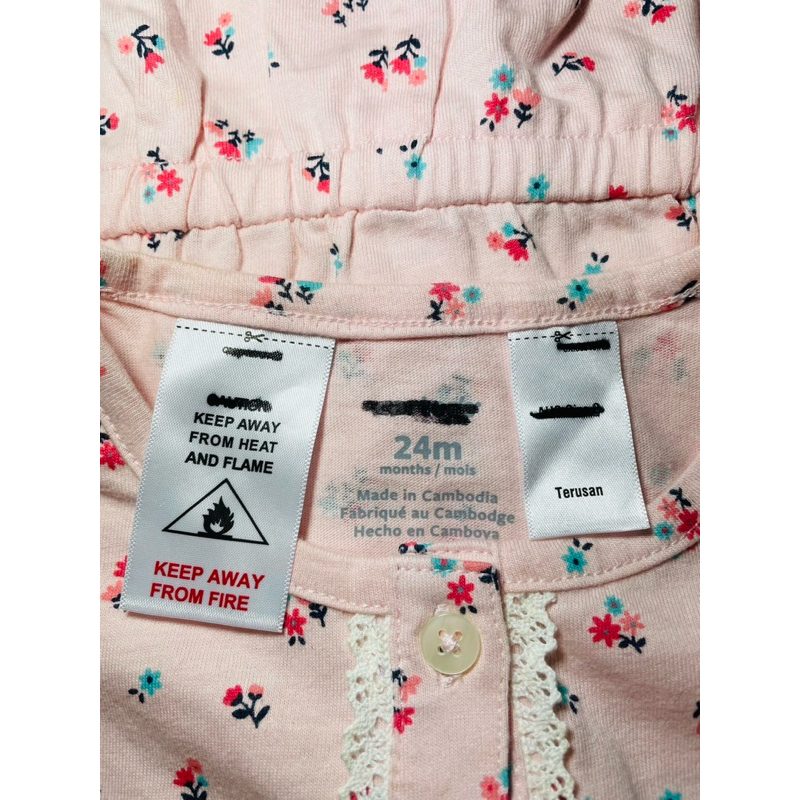 KEEP AWAY
FROM HEAT
AND FLAME
KEEP AWAY
FROM FIRE
24m
months / mois
Made in Cambodia
Fabriqué au Cambodge
Hecho en Camboya
Terusan